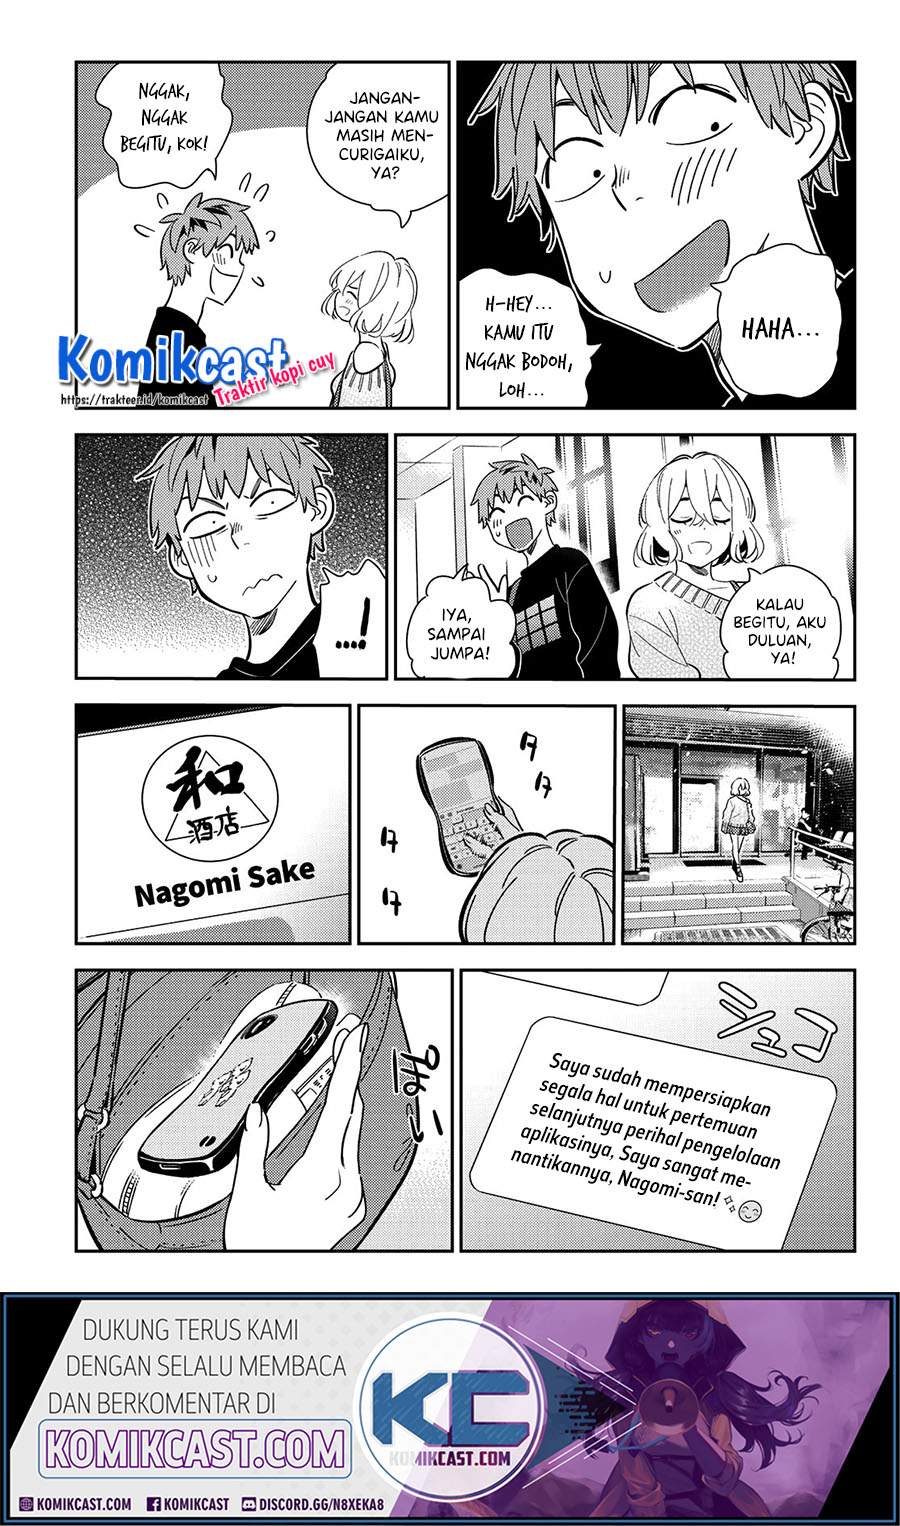 HAHA...
H-HEY...
KAMU ITU
NGGAK BODOH,
LOH...
JANGAN-
JANGAN KAMU
MASIH MEN-
CURIGAIKU,
YA?
NGGAK,
NGGAK
BEGITU, KOK!
Komikcast
Traktir kopi cuy
https://trakteer.id/komikcast
KALAU
BEGITU, AKU
DULUAN,
YA!
IYA,
SAMPAI
JUMPA!
....!
和
酒店
Nagomi Sake
シュコ
Saya sudah mempersiapkan
segala hal untuk pertemuan
selanjutnya perihal pengelolaan
aplikasinya, Saya sangat me-
nantikannya, Nagomi-san! ✨😊
DUKUNG TERUS KAMI
DENGAN SELALU MEMBACA
DAN BERKOMENTAR DI
KOMIKCAST.COM
KC
KOMIKCAST.COM
KOMIKCAST.COM
KOMIKCAST
DISCORD.GG/N8XEKA8